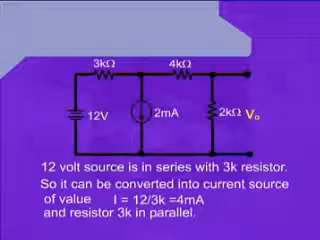 3kΩ 4kΩ
12V 2mA 2kΩ Vₒ
12 volt source is in series with 3k resistor.
So it can be converted into current source
of value I = 12/3k =4mA
and resistor 3k in parallel.